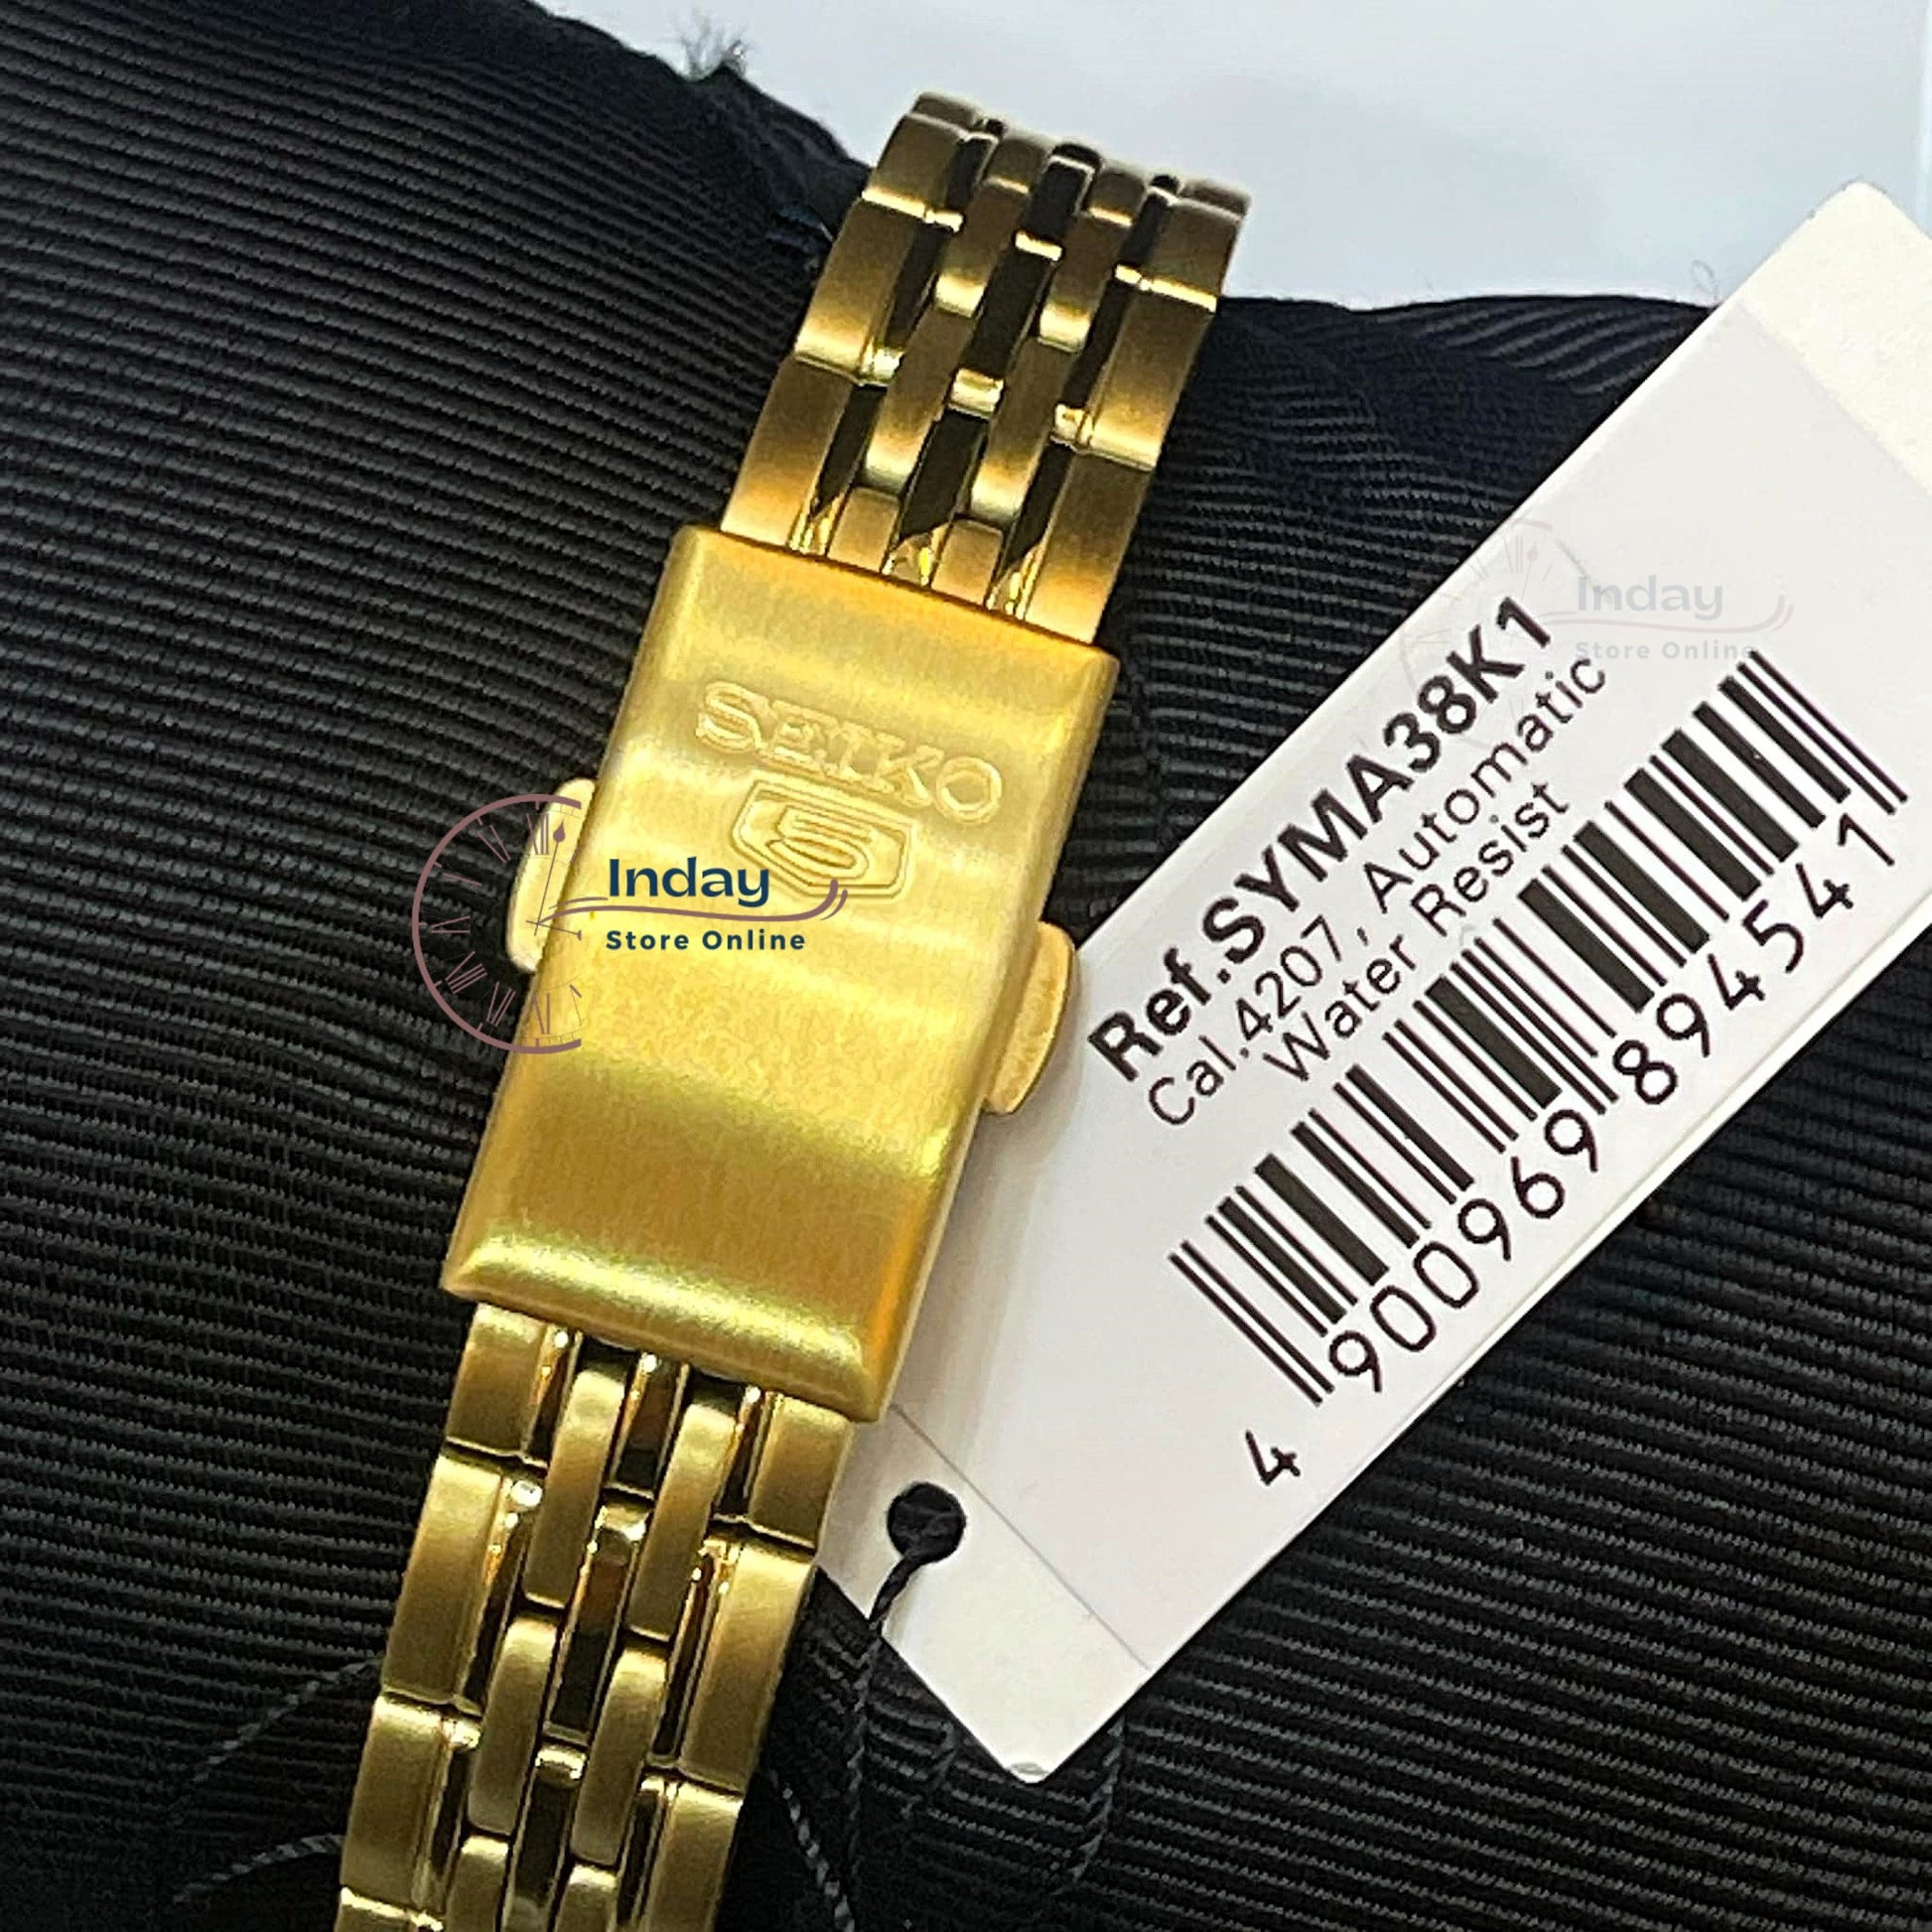 SEIKO
5
Inday
Store Online
Inday
Store Online
Ref.SYMA38K1
Cal.4207, Automatic
Water Resist
4 900969 894541